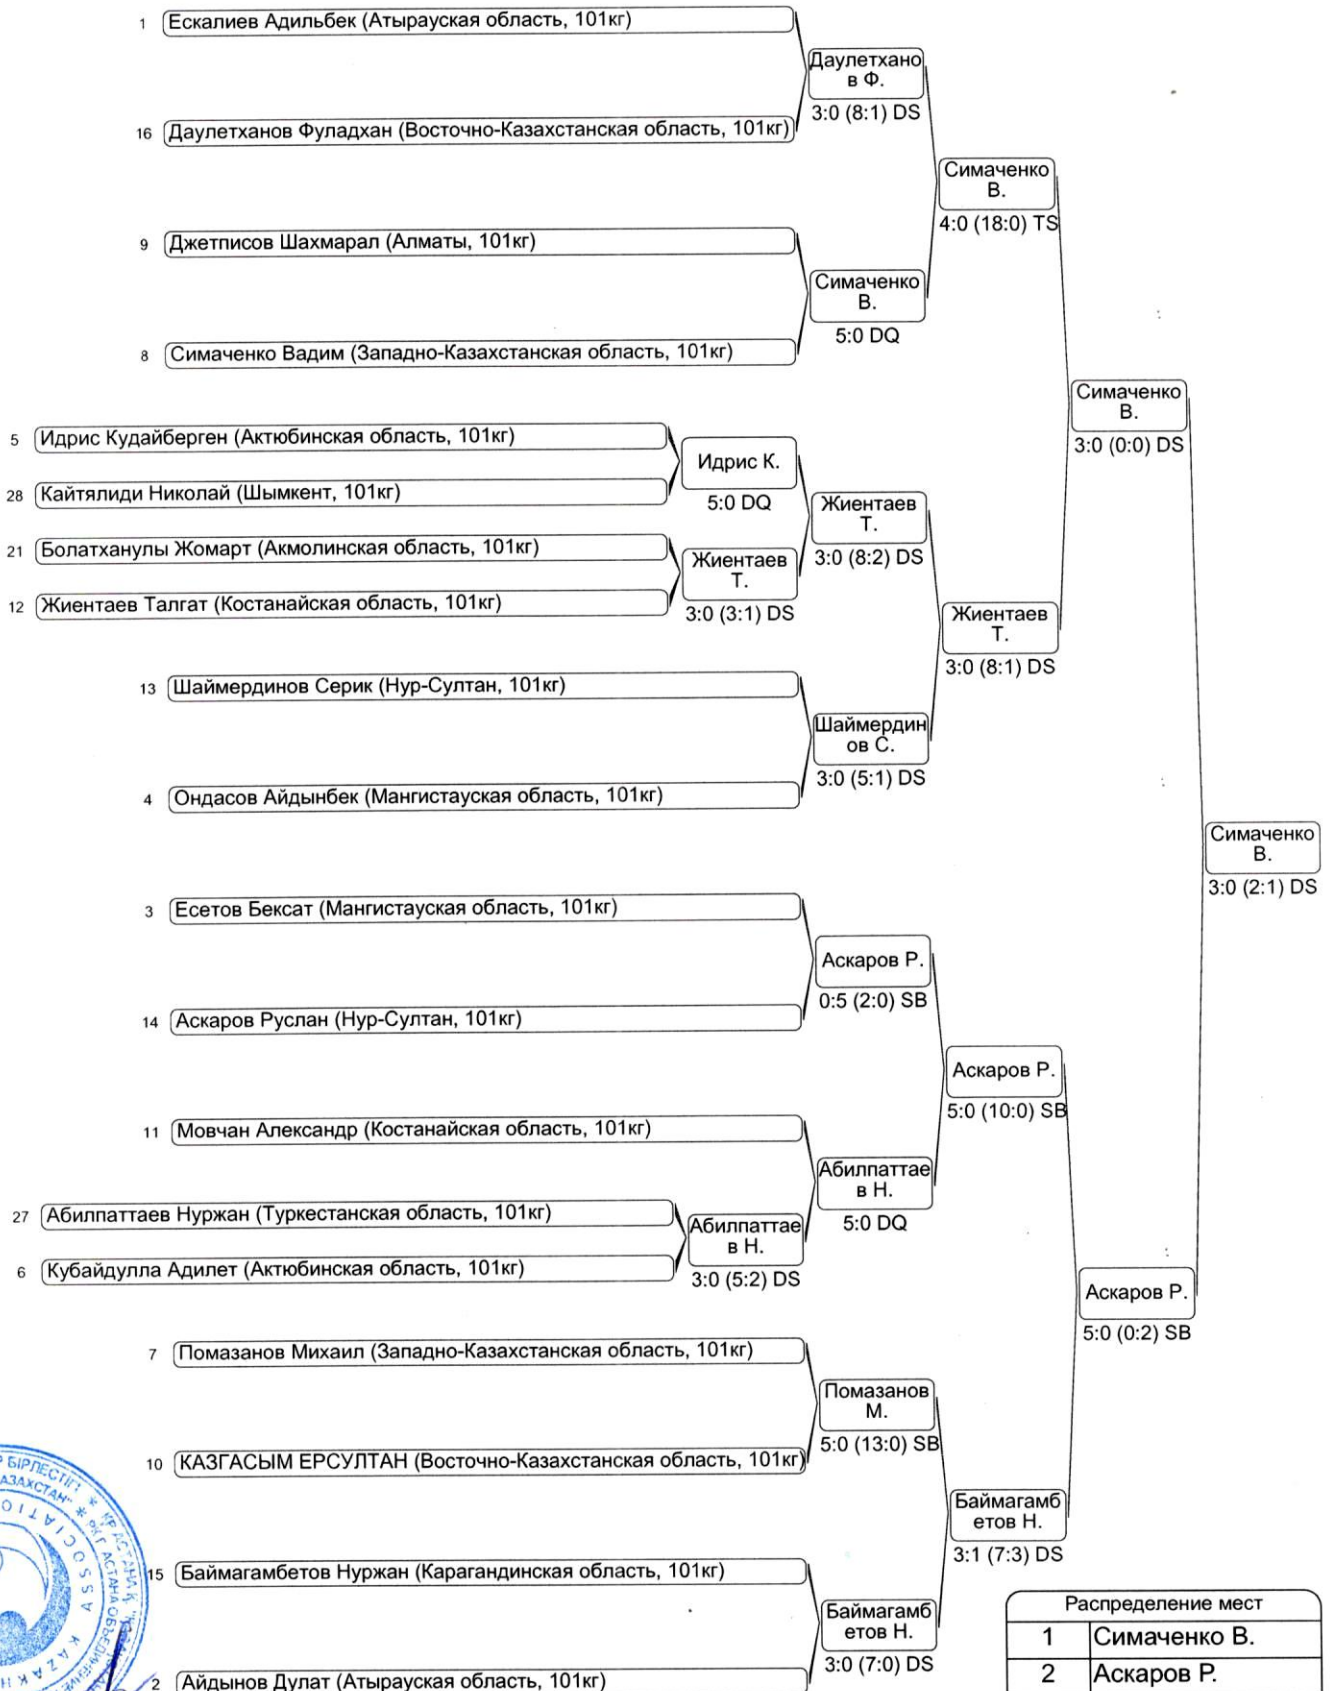 1 Ескалиев Адильбек (Атырауская область, 101кг)
Даулетхано
в Ф.
3:0 (8:1) DS
16 Даулетханов Фуладхан (Восточно-Казахстанская область, 101кг)
Симаченко
В.
4:0 (18:0) TS
9 Джетписов Шахмарал (Алматы, 101кг)
Симаченко
В.
5:0 DQ
8 Симаченко Вадим (Западно-Казахстанская область, 101кг)
Симаченко
В.
3:0 (0:0) DS
5 Идрис Кудайберген (Актюбинская область, 101кг)
Идрис К.
5:0 DQ
28 Кайтялиди Николай (Шымкент, 101кг)
Жиентаев
Т.
3:0 (8:2) DS
21 Болатханулы Жомарт (Акмолинская область, 101кг)
Жиентаев
Т.
3:0 (3:1) DS
12 Жиентаев Талгат (Костанайская область, 101кг)
Жиентаев
Т.
3:0 (8:1) DS
13 Шаймердинов Серик (Нур-Султан, 101кг)
Шаймердин
ов С.
3:0 (5:1) DS
4 Ондасов Айдынбек (Мангистауская область, 101кг)
Симаченко
В.
3:0 (2:1) DS
3 Есетов Бексат (Мангистауская область, 101кг)
Аскаров Р.
0:5 (2:0) SB
14 Аскаров Руслан (Нур-Султан, 101кг)
Аскаров Р.
5:0 (10:0) SB
11 Мовчан Александр (Костанайская область, 101кг)
Абилпаттае
в Н.
5:0 DQ
27 Абилпаттаев Нуржан (Туркестанская область, 101кг)
Абилпаттае
в Н.
3:0 (5:2) DS
6 Кубайдулла Адилет (Актюбинская область, 101кг)
Аскаров Р.
5:0 (0:2) SB
7 Помазанов Михаил (Западно-Казахстанская область, 101кг)
Помазанов
М.
5:0 (13:0) SB
10 КАЗГАСЫМ ЕРСУЛТАН (Восточно-Казахстанская область, 101кг)
Баймагамб
етов Н.
3:1 (7:3) DS
15 Баймагамбетов Нуржан (Карагандинская область, 101кг)
Баймагамб
етов Н.
3:0 (7:0) DS
2 Айдынов Дулат (Атырауская область, 101кг)
Распределение мест
1 Симаченко В.
2 Аскаров Р.